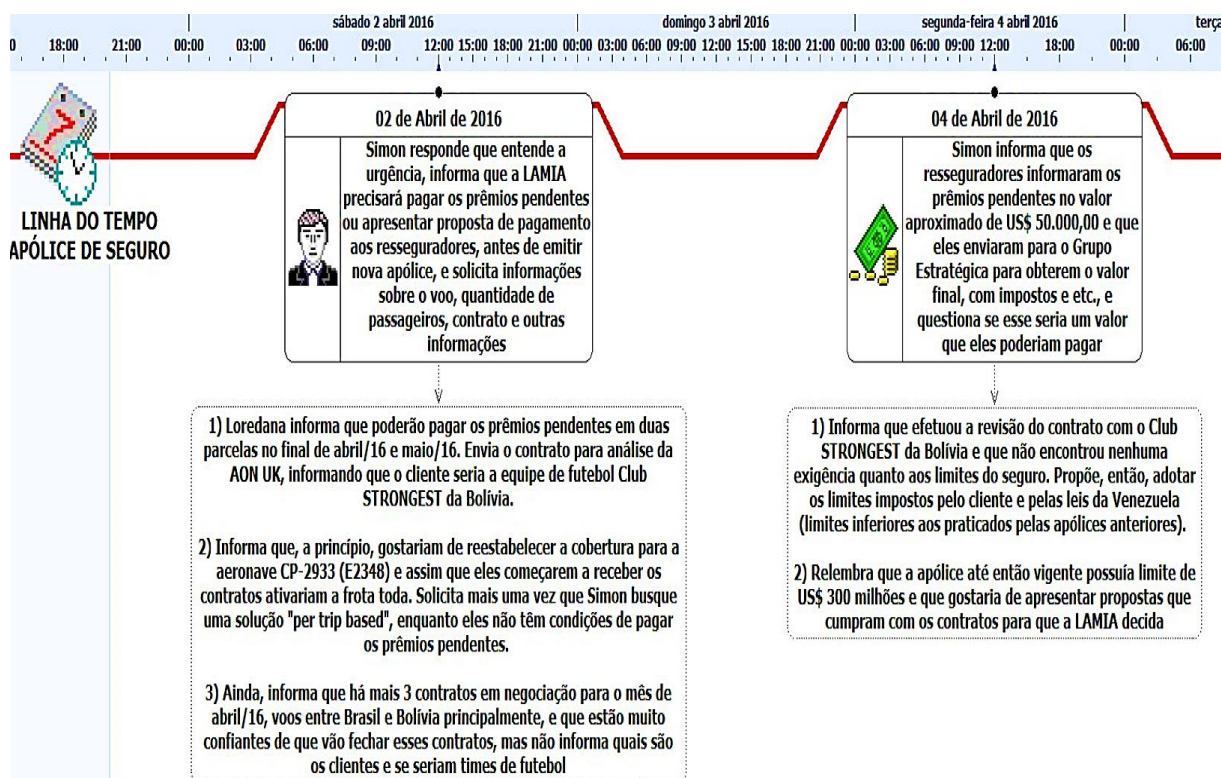 sábado 2 abril 2016
domingo 3 abril 2016
segunda-feira 4 abril 2016
terça
0 18:00 21:00 00:00 03:00 06:00 09:00 12:00 15:00 18:00 21:00 00:00 03:00 06:00 09:00 12:00 15:00 18:00 21:00 00:00 03:00 06:00 09:00 12:00 18:00 00:00 06:00
LINHA DO TEMPO
APÓLICE DE SEGURO
02 de Abril de 2016
Simon responde que entende a
urgência, informa que a LAMIA
precisará pagar os prêmios pendentes
ou apresentar proposta de pagamento
aos resseguradores, antes de emitir
nova apólice, e solicita informações
sobre o voo, quantidade de
passageiros, contrato e outras
informações
1) Loredana informa que poderão pagar os prêmios pendentes em duas
parcelas no final de abril/16 e maio/16. Envia o contrato para análise da
AON UK, informando que o cliente seria a equipe de futebol Club
STRONGEST da Bolívia.
2) Informa que, a princípio, gostariam de reestabelecer a cobertura para a
aeronave CP-2933 (E2348) e assim que eles começarem a receber os
contratos ativariam a frota toda. Solicita mais uma vez que Simon busque
uma solução "per trip based", enquanto eles não têm condições de pagar
os prêmios pendentes.
3) Ainda, informa que há mais 3 contratos em negociação para o mês de
abril/16, voos entre Brasil e Bolívia principalmente, e que estão muito
confiantes de que vão fechar esses contratos, mas não informa quais são
os clientes e se seriam times de futebol
04 de Abril de 2016
Simon informa que os
resseguradores informaram os
prêmios pendentes no valor
aproximado de US$ 50.000,00 e que
eles enviaram para o Grupo
Estratégica para obterem o valor
final, com impostos e etc., e
questiona se esse seria um valor
que eles poderiam pagar
1) Informa que efetuou a revisão do contrato com o Club
STRONGEST da Bolívia e que não encontrou nenhuma
exigência quanto aos limites do seguro. Propõe, então, adotar
os limites impostos pelo cliente e pelas leis da Venezuela
(limites inferiores aos praticados pelas apólices anteriores).
2) Relembra que a apólice até então vigente possuía limite de
US$ 300 milhões e que gostaria de apresentar propostas que
cumpram com os contratos para que a LAMIA decida